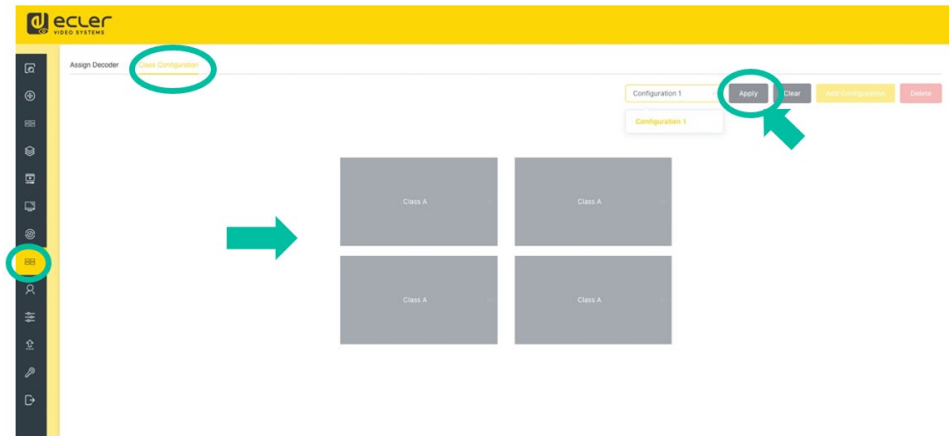 ecler
VIDEO SYSTEMS
Assign Decoder Class Configuration
Configuration 1 Apply Clear Add Configuration Delete
Configuration 1
Class A Class A
Class A Class A